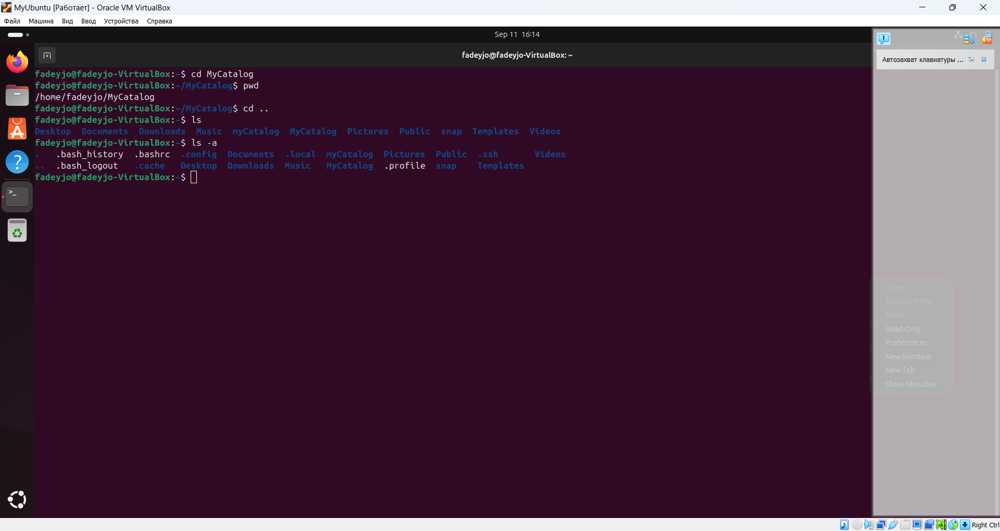 MyUbuntu [Работает] - Oracle VM VirtualBox
Файл Машина Вид Ввод Устройства Справка
Sep 11 16:14
fadeyjo@fadeyjo-VirtualBox: ~
Автозахват клавиатуры ...
fadeyjo@fadeyjo-VirtualBox:~$ cd MyCatalog
fadeyjo@fadeyjo-VirtualBox:~/MyCatalog$ pwd
/home/fadeyjo/MyCatalog
fadeyjo@fadeyjo-VirtualBox:~/MyCatalog$ cd ..
fadeyjo@fadeyjo-VirtualBox:~$ ls
Desktop Documents Downloads Music myCatalog MyCatalog Pictures Public snap Templates Videos
fadeyjo@fadeyjo-VirtualBox:~$ ls -a
. .bash_history .bashrc .config Documents .local myCatalog Pictures Public .ssh Videos
.. .bash_logout .cache Desktop Downloads Music MyCatalog .profile snap Templates
fadeyjo@fadeyjo-VirtualBox:~$
Copy
Copy as HTML
Paste
Read-Only
Preferences
New Window
New Tab
Show Menubar
Right Ctrl